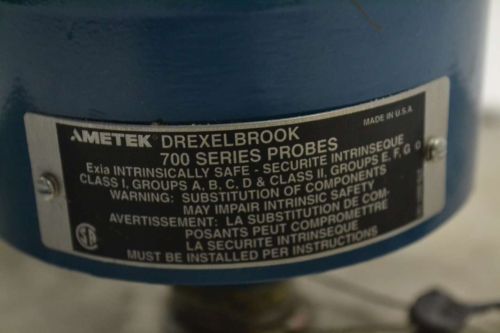 MADE IN U.S.A.
AMETEK DREXELBROOK
700 SERIES PROBES
Exia INTRINSICALLY SAFE - SECURITE INTRINSEQUE
CLASS I, GROUPS A, B, C, D & CLASS II, GROUPS E, F, G
WARNING: SUBSTITUTION OF COMPONENTS
MAY IMPAIR INTRINSIC SAFETY
AVERTISSEMENT: LA SUBSTITUTION DE COM-
POSANTS PEUT COMPROMETTRE
LA SECURITE INTRINSEQUE
MUST BE INSTALLED PER INSTRUCTIONS